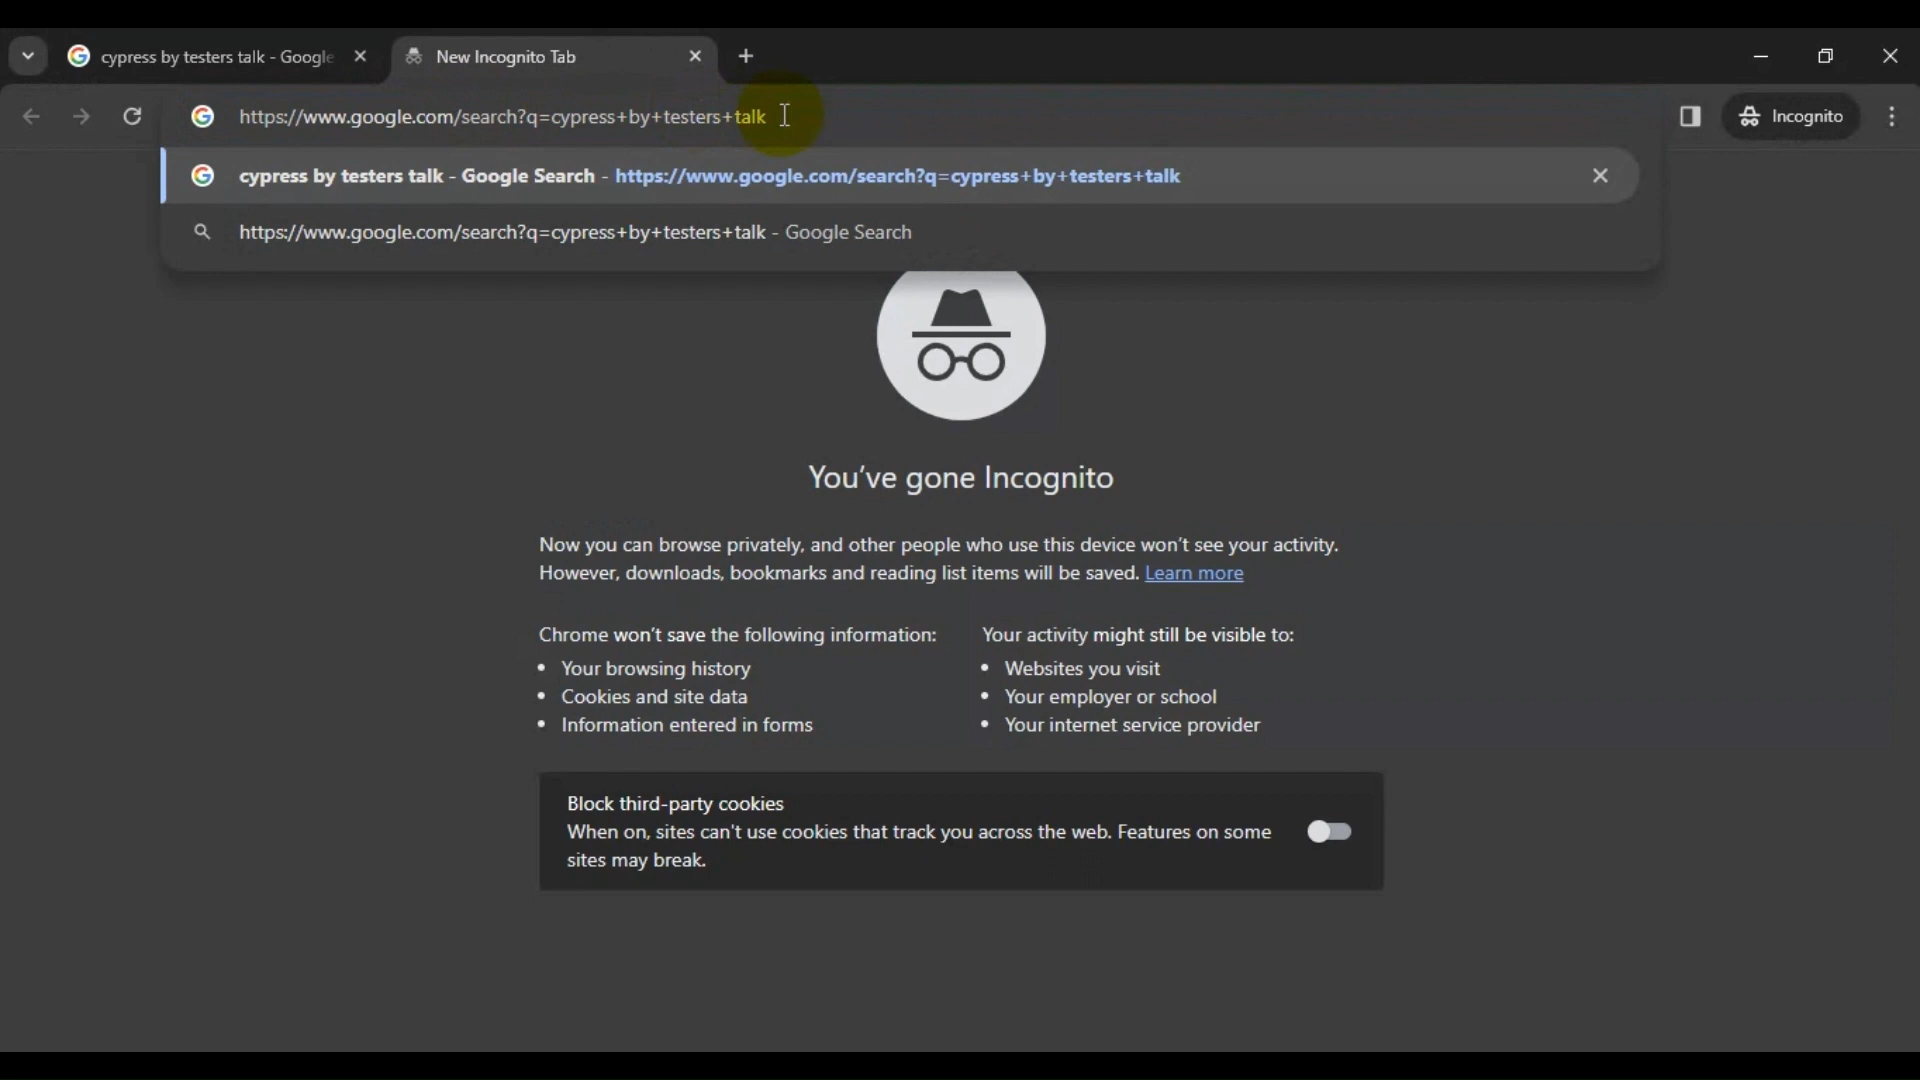 cypress by testers talk - Google
New Incognito Tab
https://www.google.com/search?q=cypress+by+testers+talk
Incognito
cypress by testers talk - Google Search - https://www.google.com/search?q=cypress+by+testers+talk
https://www.google.com/search?q=cypress+by+testers+talk - Google Search
You've gone Incognito
Now you can browse privately, and other people who use this device won't see your activity.
However, downloads, bookmarks and reading list items will be saved. Learn more
Chrome won't save the following information:
• Your browsing history
• Cookies and site data
• Information entered in forms
Your activity might still be visible to:
• Websites you visit
• Your employer or school
• Your internet service provider
Block third-party cookies
When on, sites can't use cookies that track you across the web. Features on some
sites may break.